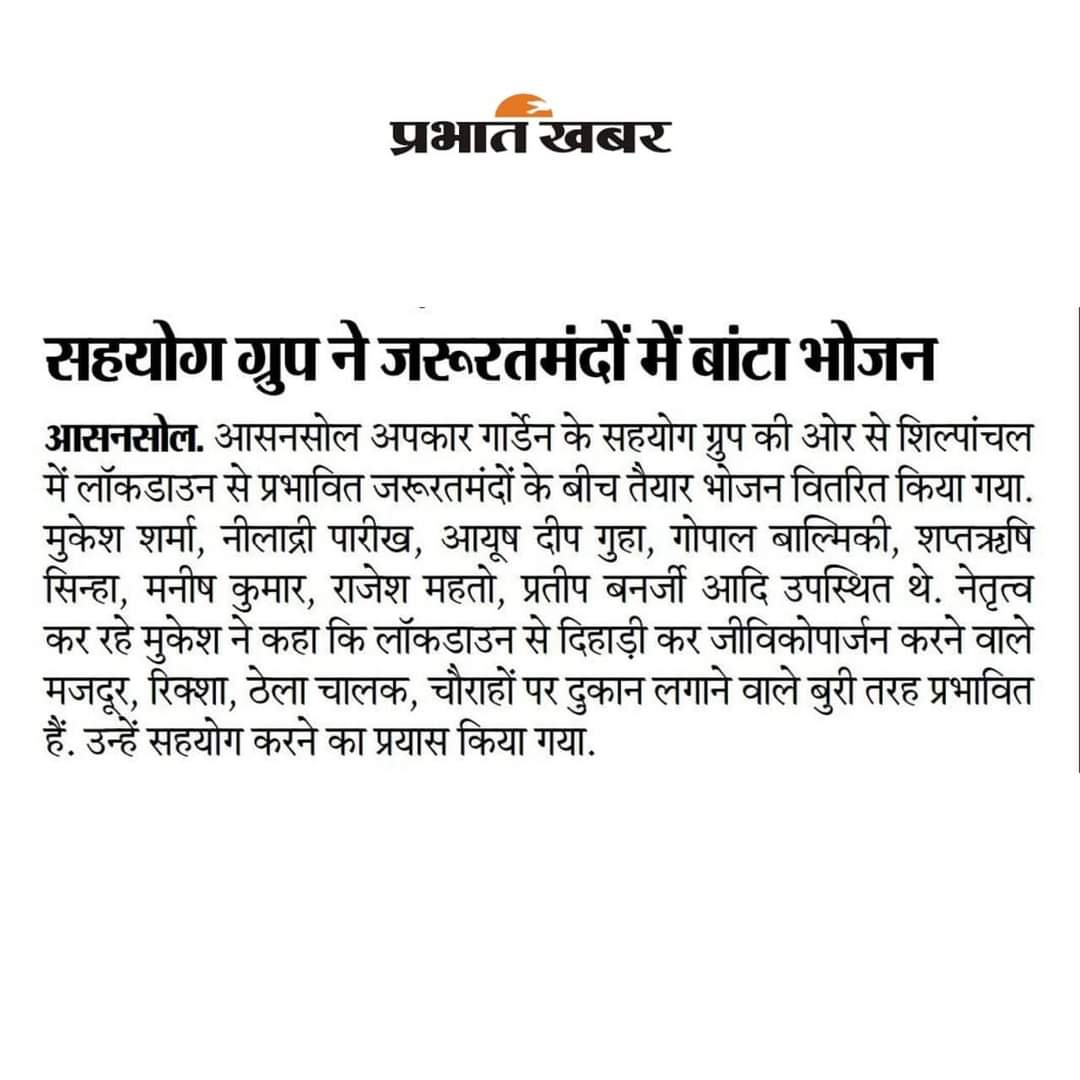 प्रभात खबर
सहयोग ग्रुप ने जरूरतमंदों में बांटा भोजन
आसनसोल. आसनसोल अपकार गार्डेन के सहयोग ग्रुप की ओर से शिल्पांचल
में लॉकडाउन से प्रभावित जरूरतमंदों के बीच तैयार भोजन वितरित किया गया.
मुकेश शर्मा, नीलाद्री पारीख, आयूष दीप गुहा, गोपाल बाल्मिकी, शप्तऋषि
सिन्हा, मनीष कुमार, राजेश महतो, प्रतीप बनर्जी आदि उपस्थित थे. नेतृत्व
कर रहे मुकेश ने कहा कि लॉकडाउन से दिहाड़ी कर जीविकोपार्जन करने वाले
मजदूर, रिक्शा, ठेला चालक, चौराहों पर दुकान लगाने वाले बुरी तरह प्रभावित
हैं. उन्हें सहयोग करने का प्रयास किया गया.